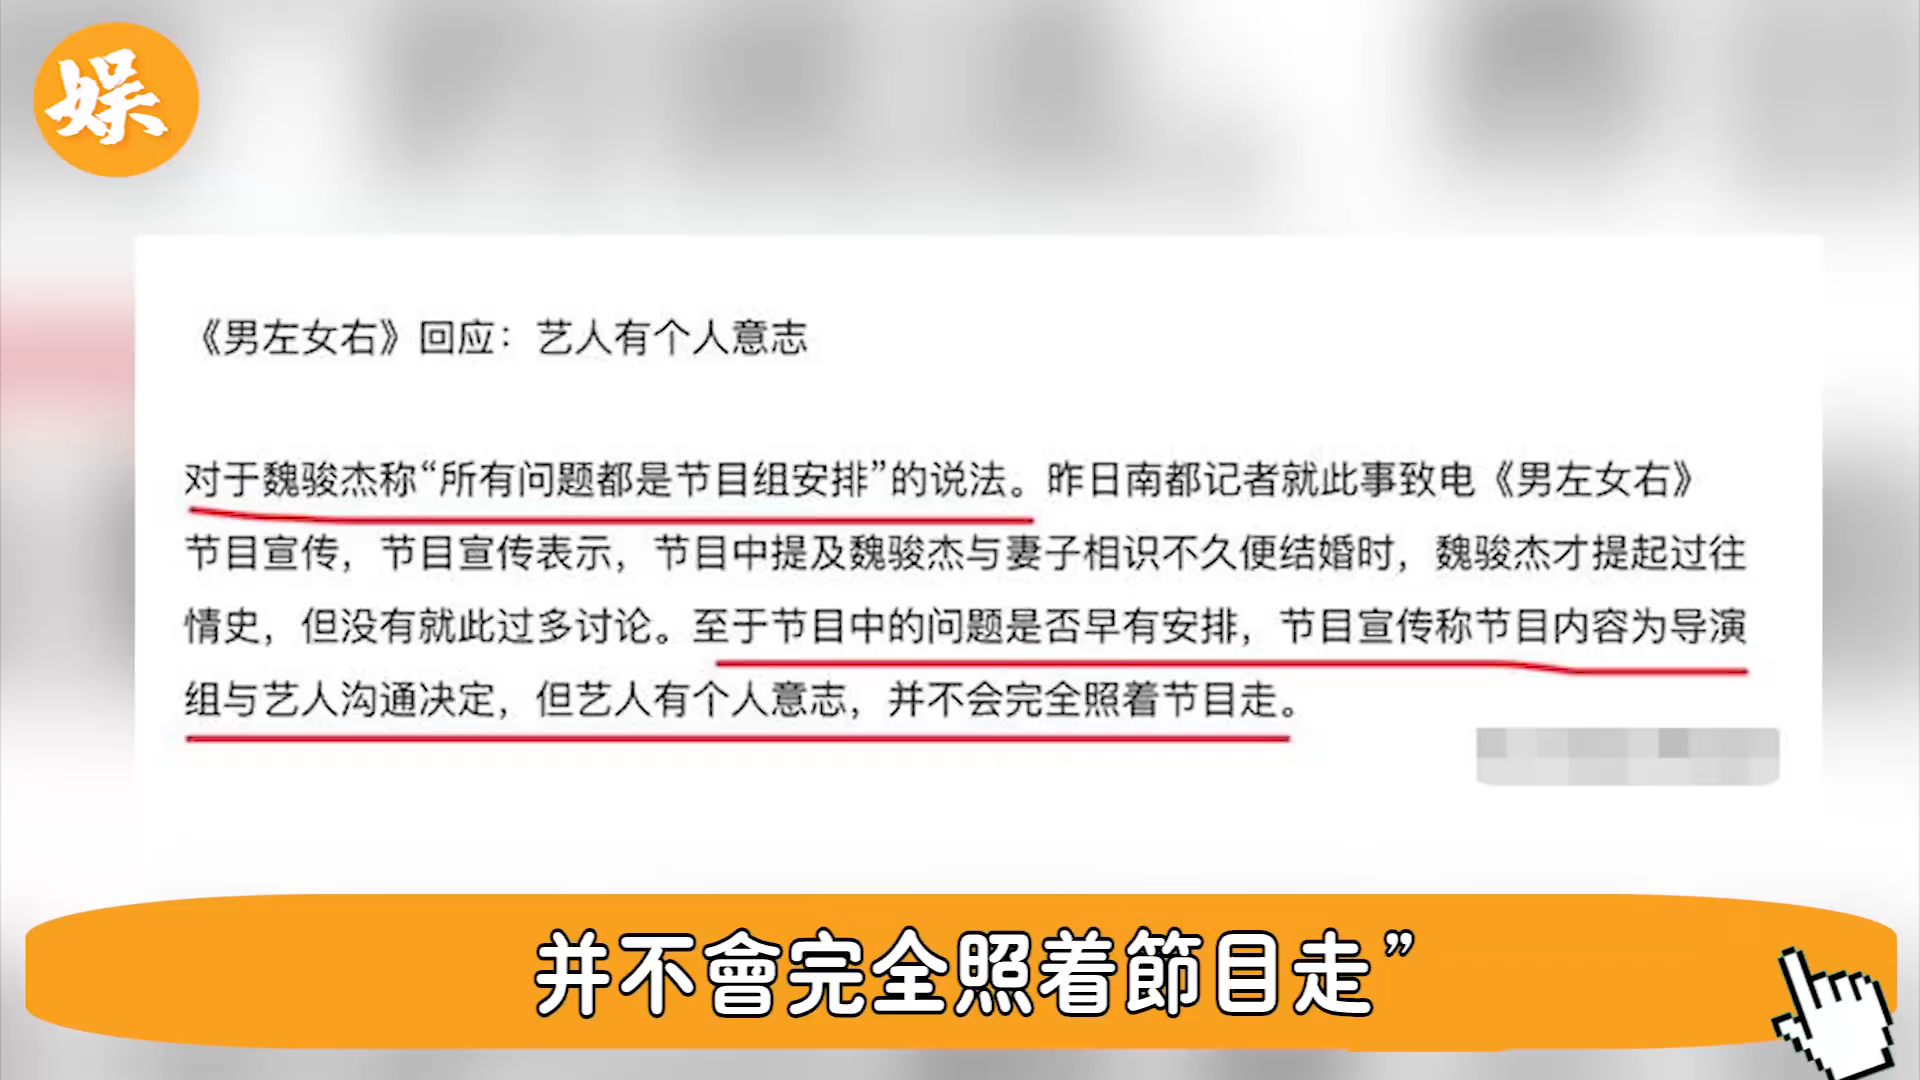 娱
《男左女右》回应：艺人有个人意志
对于魏骏杰称“所有问题都是节目组安排”的说法。昨日南都记者就此事致电《男左女右》
节目宣传，节目宣传表示，节目中提及魏骏杰与妻子相识不久便结婚时，魏骏杰才提起过往
情史，但没有就此过多讨论。至于节目中的问题是否早有安排，节目宣传称节目内容为导演
组与艺人沟通决定，但艺人有个人意志，并不会完全照着节目走。
并不會完全照着節目走”